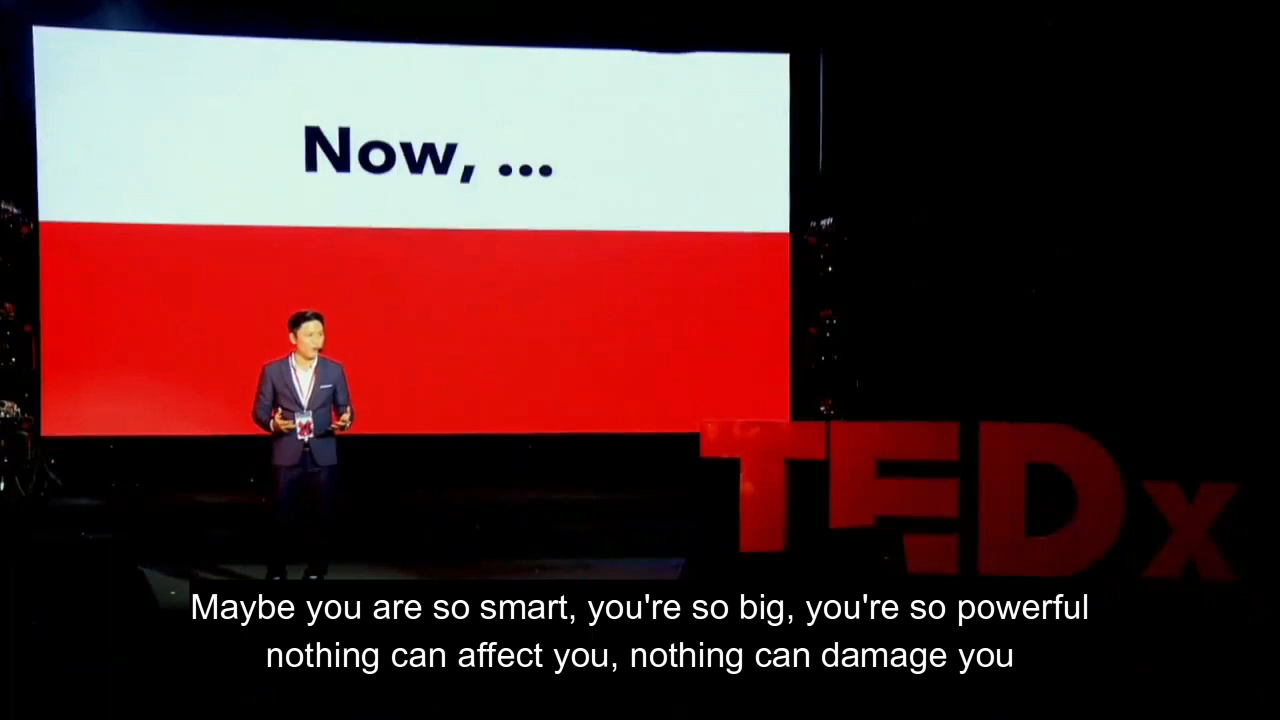 Now, ...
TEDx
Maybe you are so smart, you're so big, you're so powerful
nothing can affect you, nothing can damage you